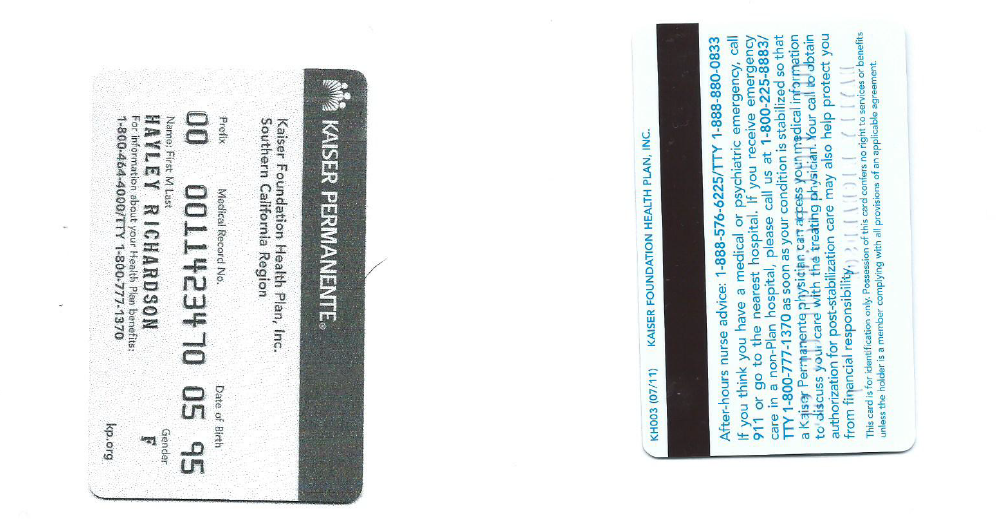 KAISER PERMANENTE®
Kaiser Foundation Health Plan, Inc.
Southern California Region
Prefix Medical Record No. Date of Birth
00 001142347 0 05 95
Name: First M Last Gender
HAYLEY RICHARDSON F
For information about your Health Plan benefits:
1-800-464-4000/TTY 1-800-777-1370 kp.org
KH003 (07/11) KAISER FOUNDATION HEALTH PLAN, INC.
After-hours nurse advice: 1-888-576-6225/TTY 1-888-880-0833
If you think you have a medical or psychiatric emergency, call
911 or go to the nearest hospital. If you receive emergency
care in a non-Plan hospital, please call us at 1-800-225-8883/
TTY 1-800-777-1370 as soon as your condition is stabilized so that
a Kaiser Permanente physician can access your medical information
to discuss your care with the treating physician. Your call to obtain
authorization for post-stabilization care may also help protect you
from financial responsibility.
This card is for identification only. Possession of this card confers no right to services or benefits
unless the holder is a member complying with all provisions of an applicable agreement.